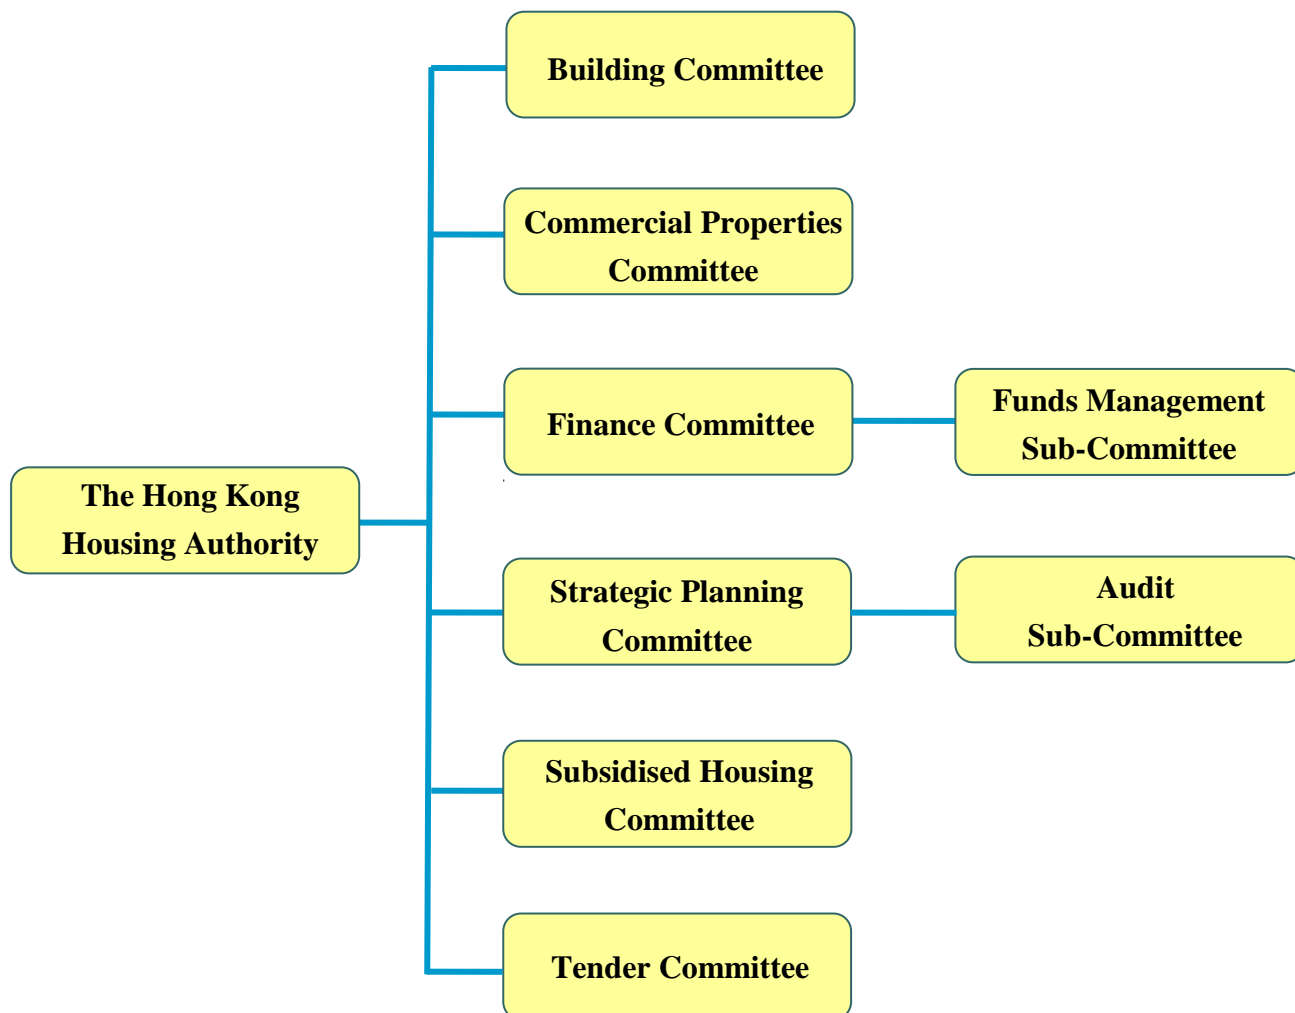 Building Committee
Commercial Properties
Committee
Finance Committee
Funds Management
Sub-Committee
The Hong Kong
Housing Authority
Strategic Planning
Committee
Audit
Sub-Committee
Subsidised Housing
Committee
Tender Committee